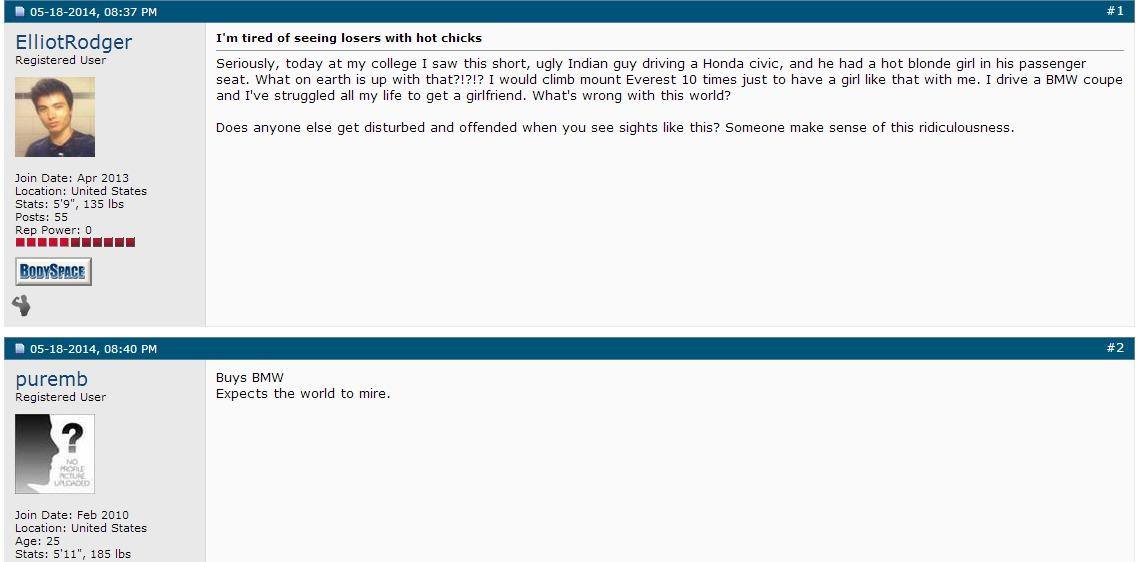 05-18-2014, 08:37 PM
#1
ElliotRodger
Registered User
Join Date: Apr 2013
Location: United States
Stats: 5'9", 135 lbs
Posts: 55
Rep Power: 0
BODYSPACE
I'm tired of seeing losers with hot chicks
Seriously, today at my college I saw this short, ugly Indian guy driving a Honda civic, and he had a hot blonde girl in his passenger
seat. What on earth is up with that?!?!? I would climb mount Everest 10 times just to have a girl like that with me. I drive a BMW coupe
and I've struggled all my life to get a girlfriend. What's wrong with this world?
Does anyone else get disturbed and offended when you see sights like this? Someone make sense of this ridiculousness.
05-18-2014, 08:40 PM
#2
puremb
Registered User
?
NO
PROFILE
PICTURE
UPLOADED
Join Date: Feb 2010
Location: United States
Age: 25
Stats: 5'11", 185 lbs
Buys BMW
Expects the world to mire.